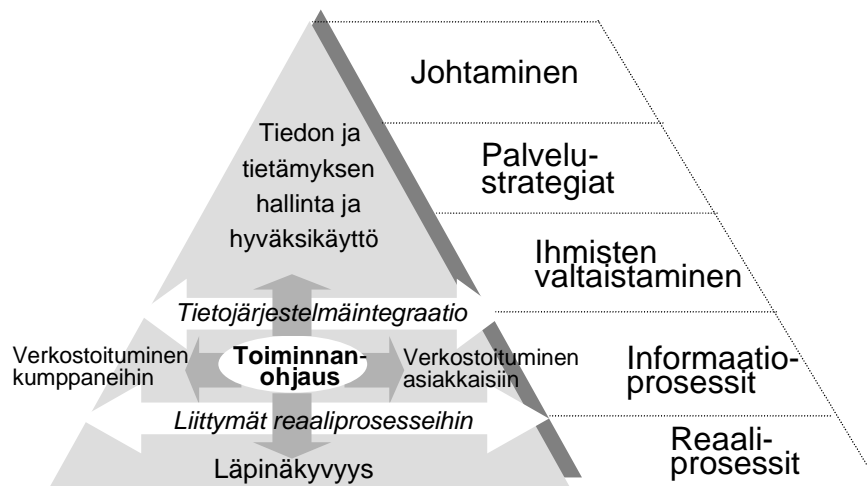 Johtaminen
Tiedon ja
tietämyksen
hallinta ja
hyväksikäyttö
Palvelu-
strategiat
Ihmisten
valtaistaminen
Tietojärjestelmäintegraatio
Verkostoituminen
kumppaneihin
Toiminnan-
ohjaus
Verkostoituminen
asiakkaisiin
Informaatio-
prosessit
Liittymät reaaliprosesseihin
Läpinäkyvyys
Reaali-
prosessit